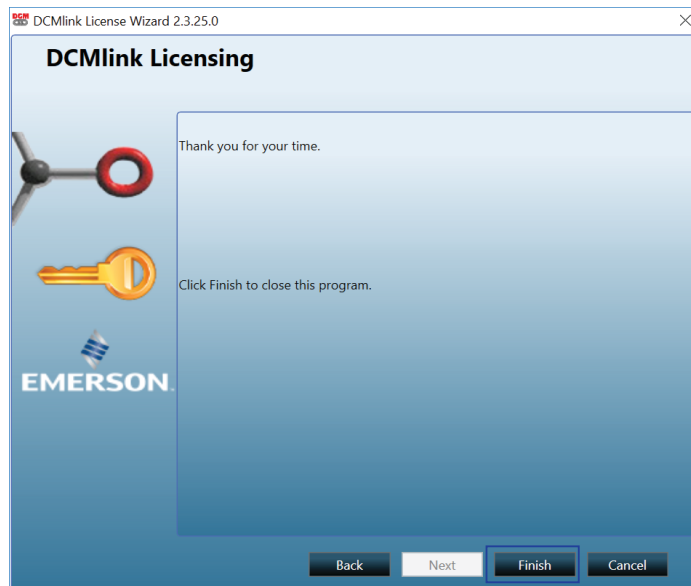 DCMlink License Wizard 2.3.25.0
DCMlink Licensing
Thank you for your time.
Click Finish to close this program.
EMERSON.
Back Next Finish Cancel